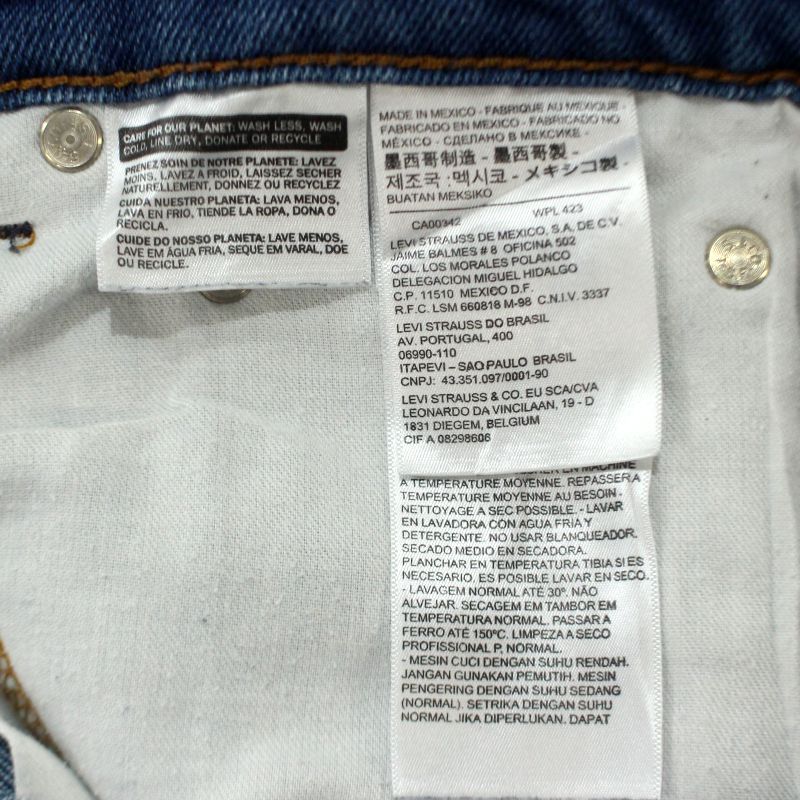 CARE FOR OUR PLANET: WASH LESS, WASH
COLD, LINE DRY, DONATE OR RECYCLE
PRENEZ SOIN DE NOTRE PLANETE: LAVEZ
MOINS, LAVEZ A FROID, LAISSEZ SECHER
NATURELLEMENT, DONNEZ OU RECYCLEZ
CUIDA NUESTRO PLANETA: LAVA MENOS,
LAVA EN FRIO, TIENDE LA ROPA, DONA O
RECICLA.
CUIDE DO NOSSO PLANETA: LAVE MENOS,
LAVE EM ÁGUA FRIA, SEQUE EM VARAL, DOE
OU RECICLE.
MADE IN MEXICO - FABRIQUE AU MEXIQUE -
FABRICADO EN MEXICO - FABRICADO NO
MÉXICO - СДЕЛАНО В МЕКСИКЕ -
墨西哥制造 - 墨西哥製 -
제조국 :멕시코 - メキシコ製 -
BUATAN MEKSIKO
CA00342 WPL 423
LEVI STRAUSS DE MEXICO, S.A. DE C.V.
JAIME BALMES # 8 OFICINA 502
COL. LOS MORALES POLANCO
DELEGACION MIGUEL HIDALGO
C.P. 11510 MEXICO D.F.
R.F.C. LSM 660818 M-98 C.N.I.V. 3337
LEVI STRAUSS DO BRASIL
AV. PORTUGAL, 400
06990-110
ITAPEVI – SAO PAULO BRASIL
CNPJ: 43.351.097/0001-90
LEVI STRAUSS & CO. EU SCA/CVA
LEONARDO DA VINCILAAN, 19 - D
1831 DIEGEM, BELGIUM
CIF A 08298606
EN MACHINE
A TEMPERATURE MOYENNE. REPASSER A
TEMPERATURE MOYENNE AU BESOIN -
NETTOYAGE A SEC POSSIBLE. - LAVAR
EN LAVADORA CON AGUA FRIA Y
DETERGENTE. NO USAR BLANQUEADOR.
SECADO MEDIO EN SECADORA.
PLANCHAR EN TEMPERATURA TIBIA SI ES
NECESARIO. ES POSIBLE LAVAR EN SECO.
- LAVAGEM NORMAL ATÉ 30º. NÃO
ALVEJAR. SECAGEM EM TAMBOR EM
TEMPERATURA NORMAL. PASSAR A
FERRO ATÉ 150ºC. LIMPEZA A SECO
PROFISSIONAL P, NORMAL.
- MESIN CUCI DENGAN SUHU RENDAH.
JANGAN GUNAKAN PEMUTIH. MESIN
PENGERING DENGAN SUHU SEDANG
(NORMAL). SETRIKA DENGAN SUHU
NORMAL JIKA DIPERLUKAN. DAPAT